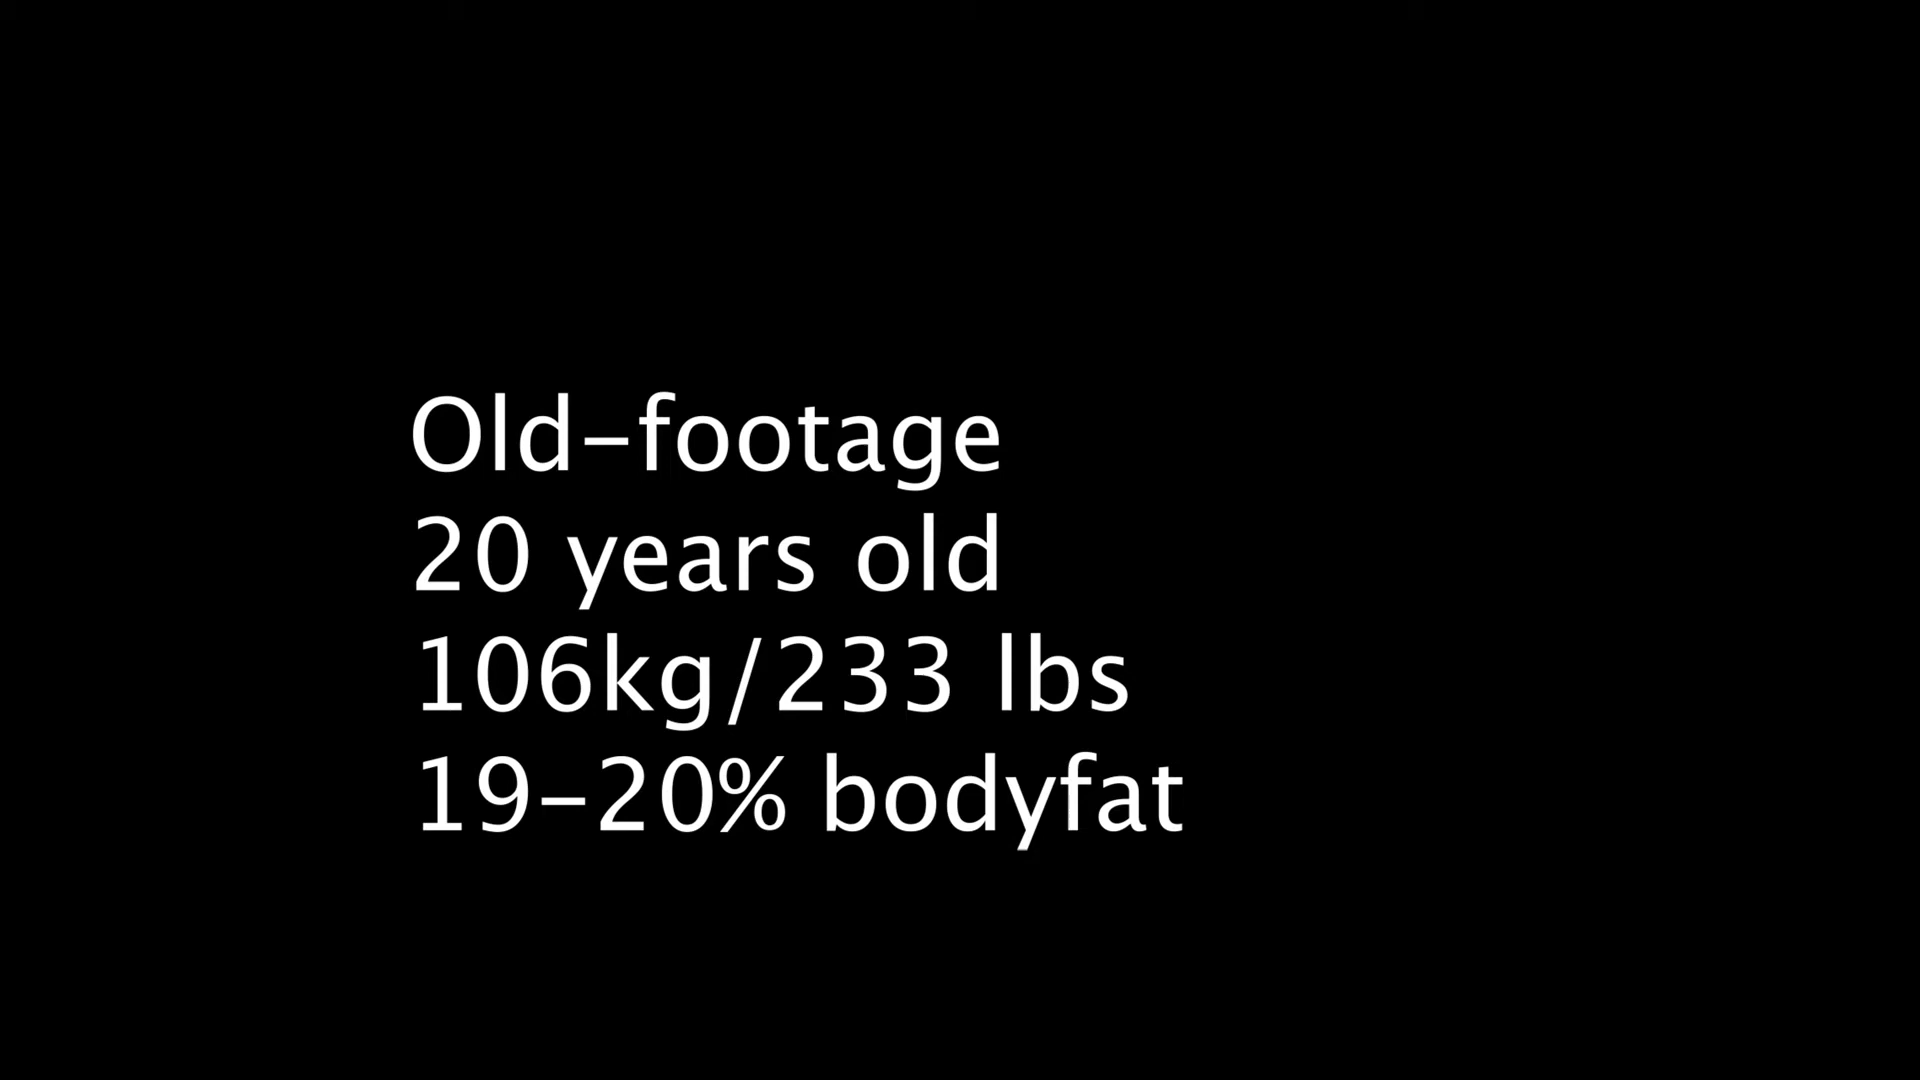 Old-footage
20 years old
106kg/233 lbs
19-20% bodyfat